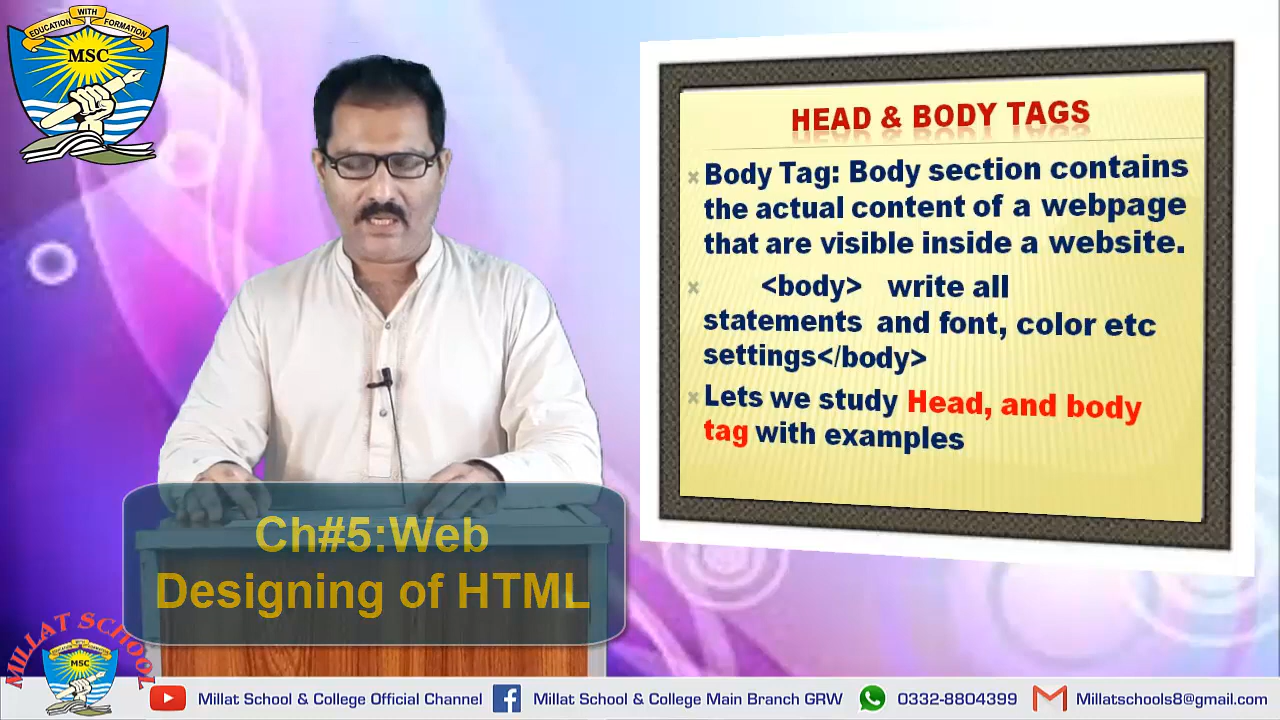 EDUCATION WITH FORMATION
MSC
HEAD & BODY TAGS
Body Tag: Body section contains
the actual content of a webpage
that are visible inside a website.
<body> write all
statements and font, color etc
settings</body>
Lets we study Head, and body
tag with examples
Ch#5:Web
Designing of HTML
MILLAT SCHOOL
MSC
Millat School & College Official Channel
Millat School & College Main Branch GRW
0332-8804399
Millatschools8@gmail.com